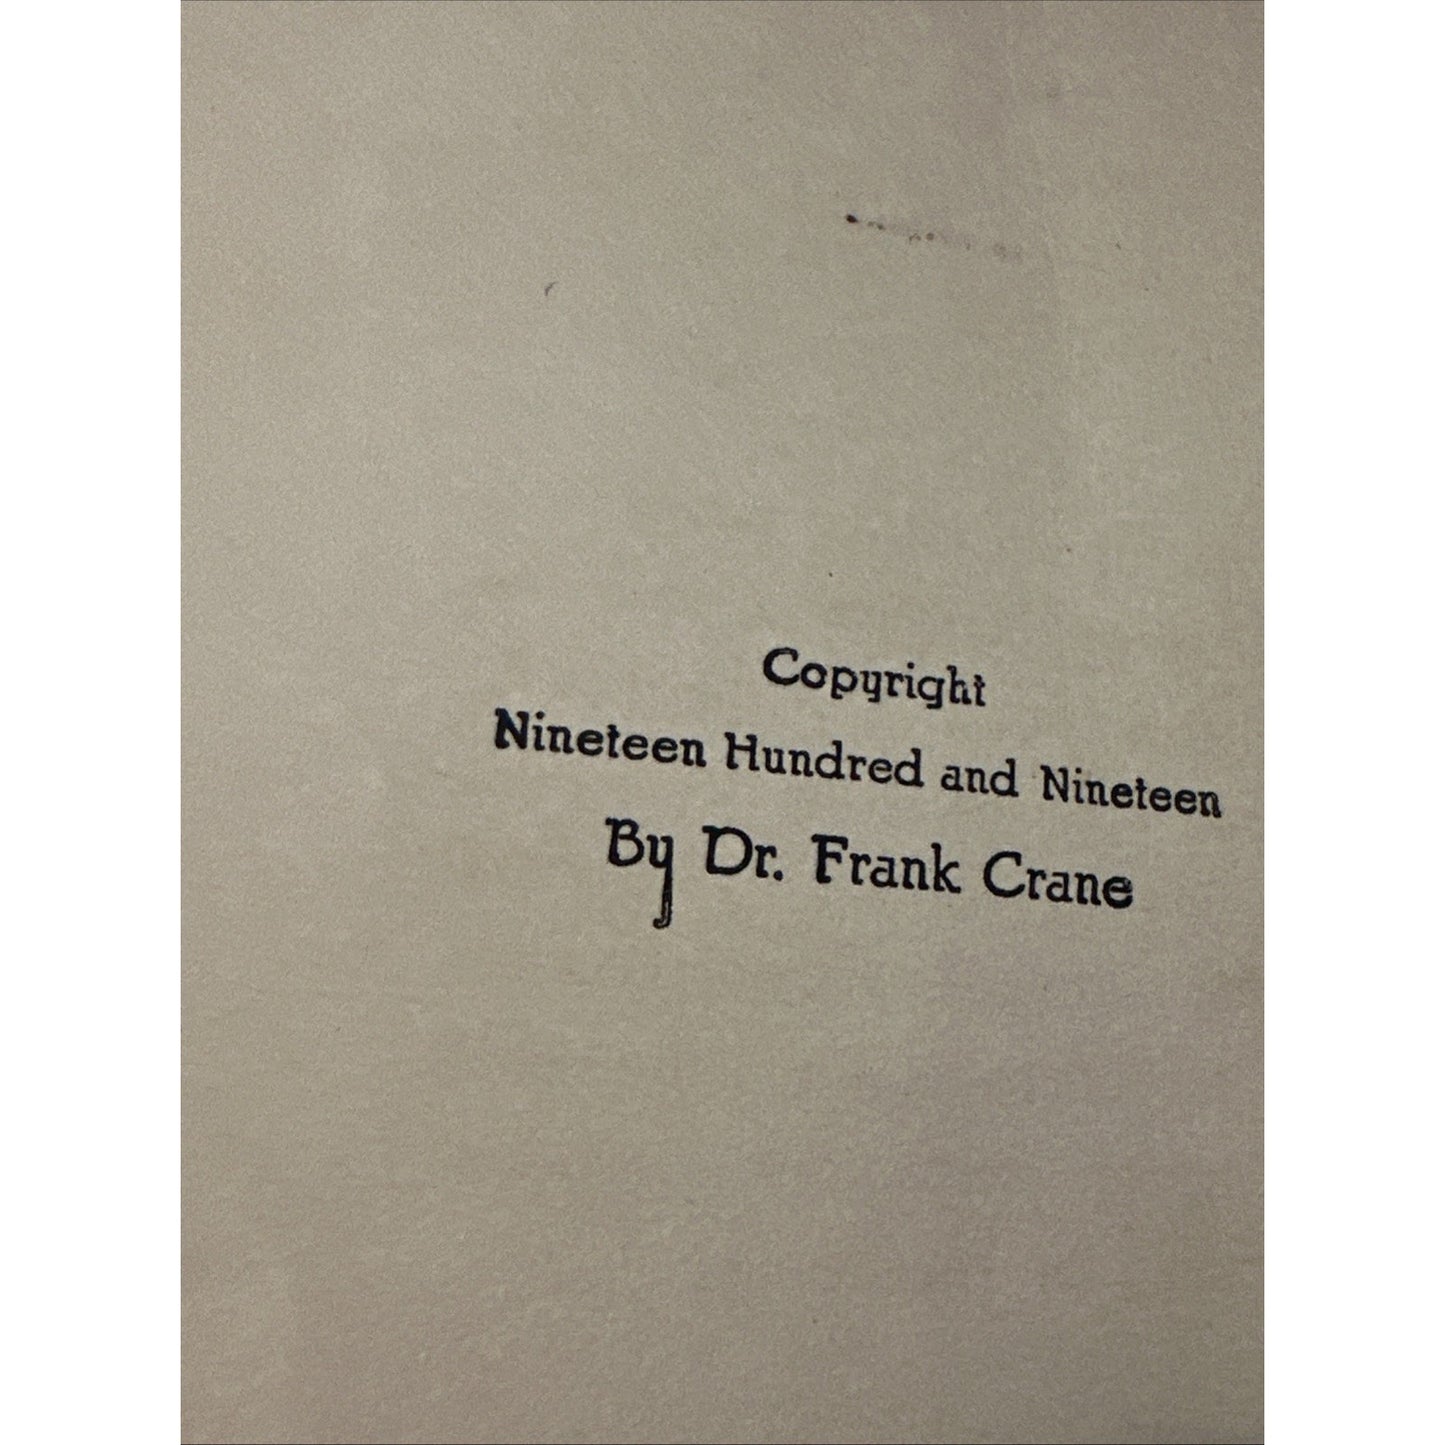 Copyright
Nineteen Hundred and Nineteen
By Dr. Frank Crane